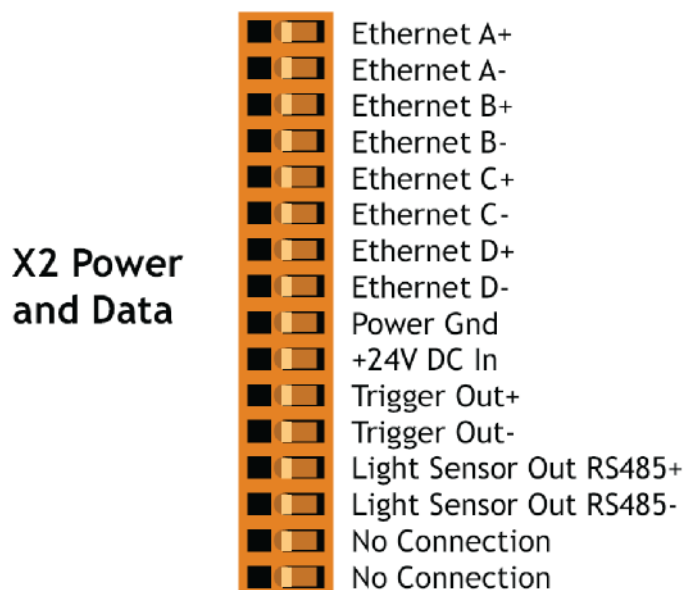 Ethernet A+
Ethernet A-
Ethernet B+
Ethernet B-
Ethernet C+
Ethernet C-
Ethernet D+
Ethernet D-
X2 Power
and Data
Power Gnd
+24V DC In
Trigger Out+
Trigger Out-
Light Sensor Out RS485+
Light Sensor Out RS485-
No Connection
No Connection